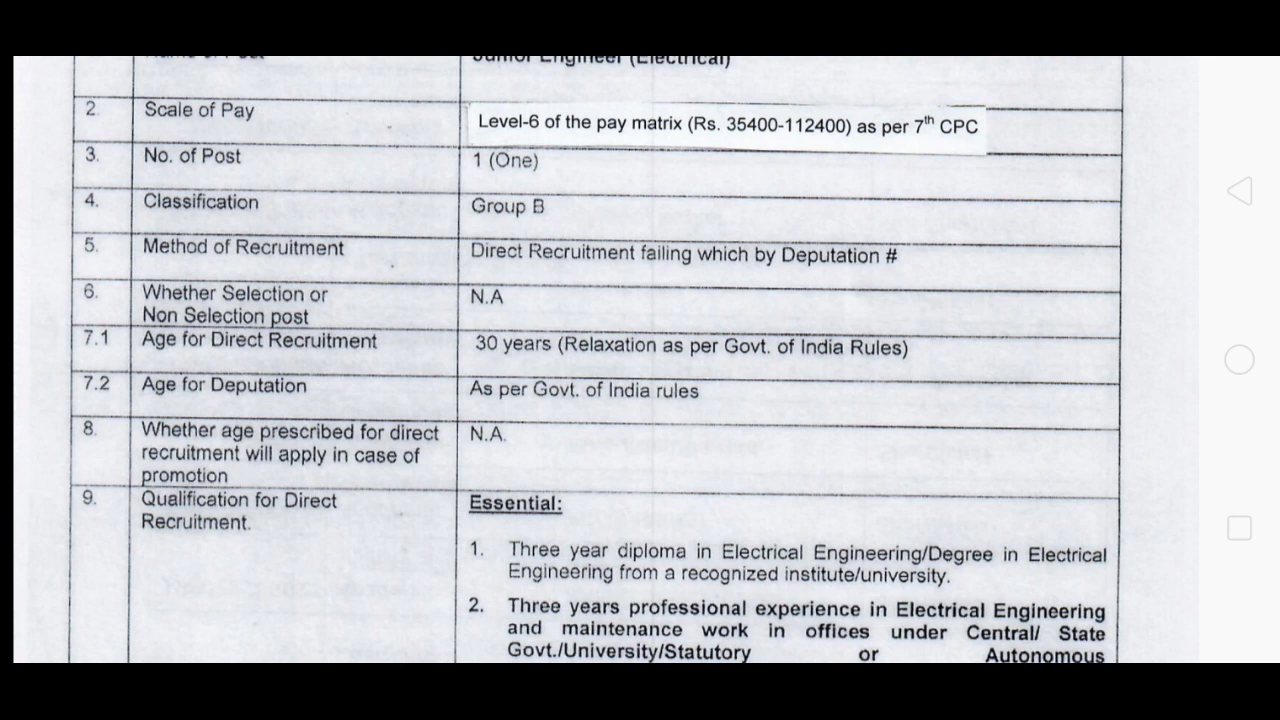 Junior Engineer (Electrical)
2. Scale of Pay Level-6 of the pay matrix (Rs. 35400-112400) as per 7th CPC
3. No. of Post 1 (One)
4. Classification Group B
5. Method of Recruitment Direct Recruitment failing which by Deputation #
6. Whether Selection or N.A
Non Selection post
7.1 Age for Direct Recruitment 30 years (Relaxation as per Govt. of India Rules)
7.2 Age for Deputation As per Govt. of India rules
8. Whether age prescribed for direct N.A.
recruitment will apply in case of
promotion
9. Qualification for Direct Essential:
Recruitment.
1. Three year diploma in Electrical Engineering/Degree in Electrical
Engineering from a recognized institute/university.
2. Three years professional experience in Electrical Engineering
and maintenance work in offices under Central/ State
Govt./University/Statutory or Autonomous